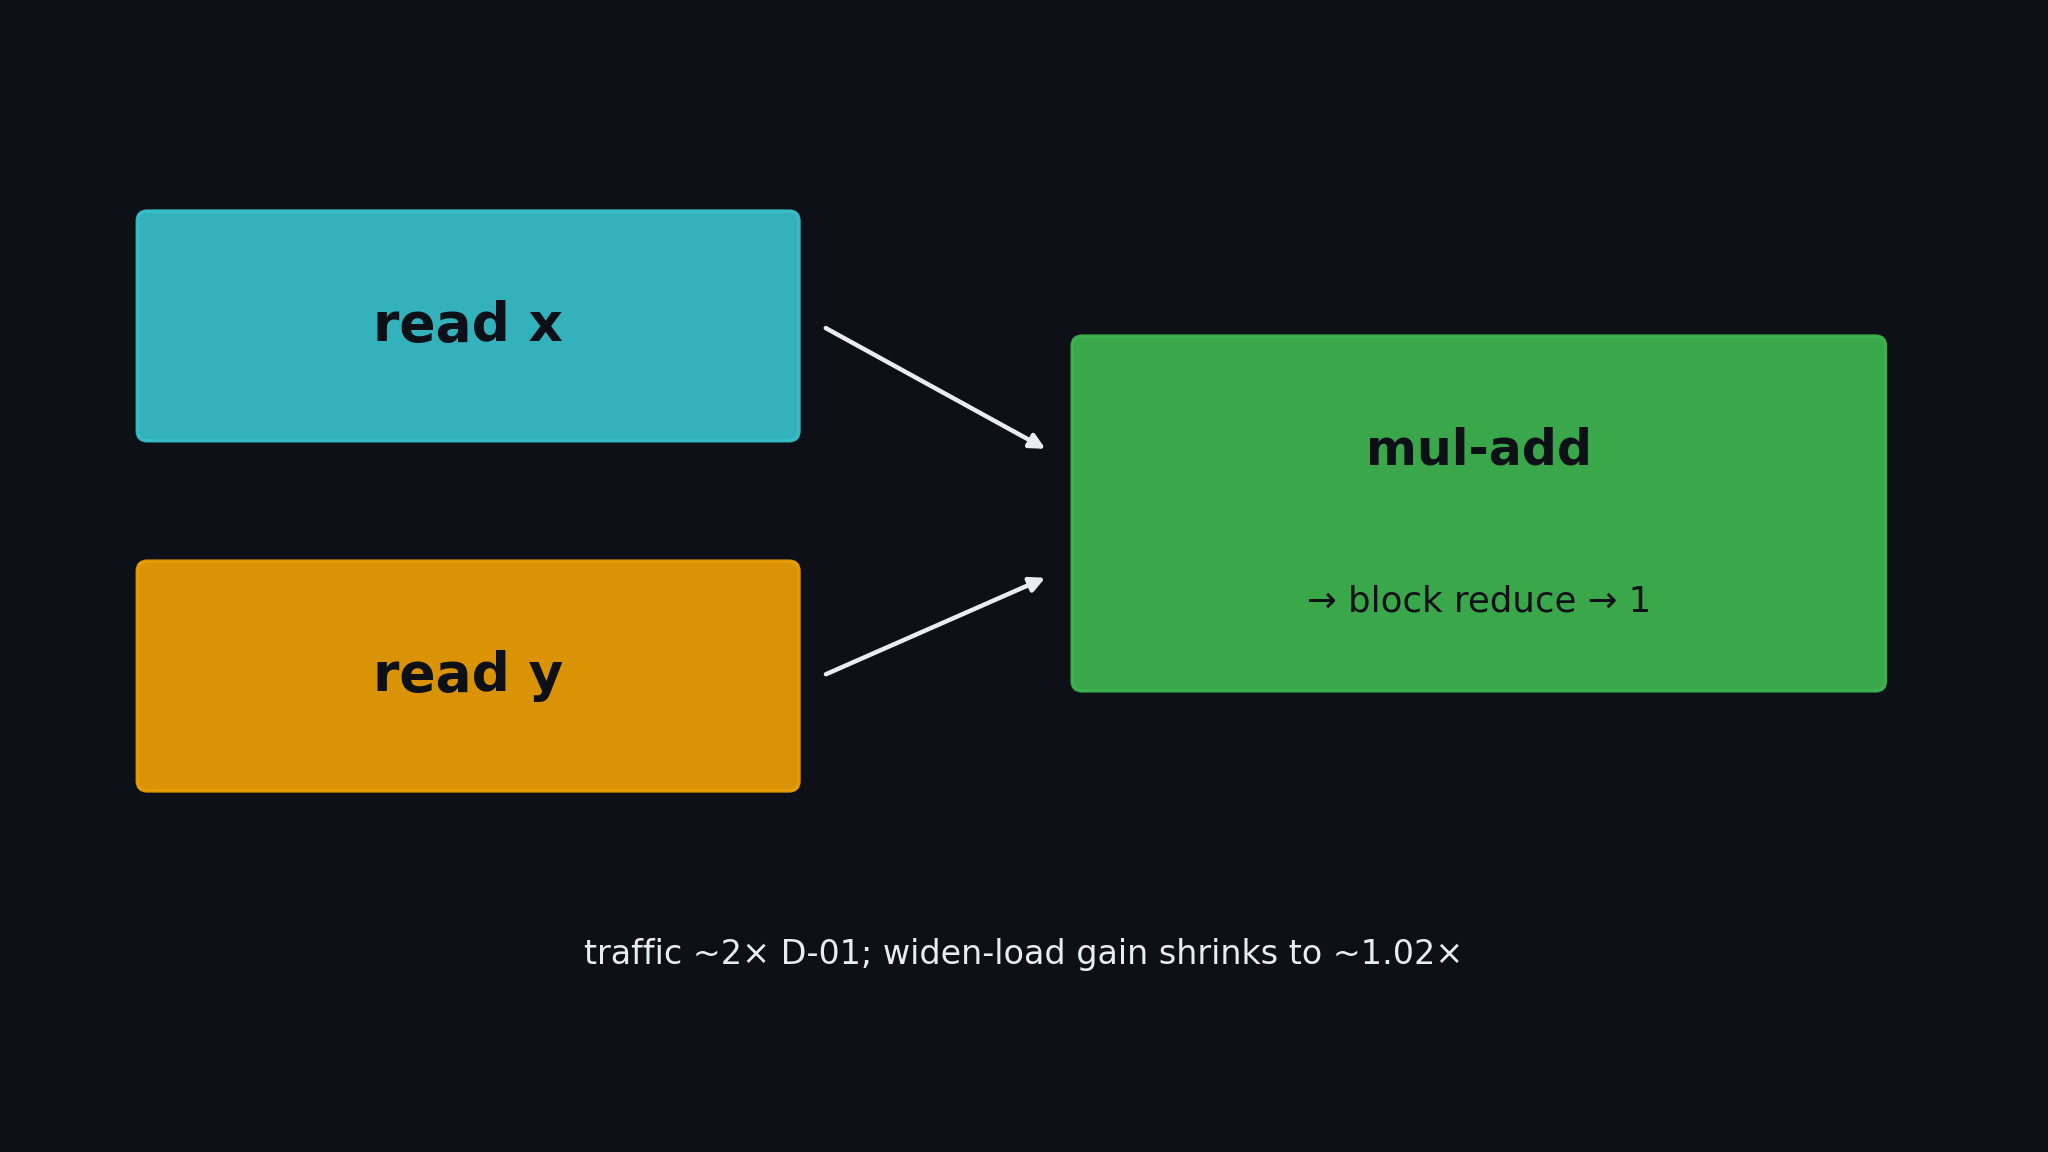 read x
read y
mul-add
→ block reduce → 1
traffic ~2× D-01; widen-load gain shrinks to ~1.02×